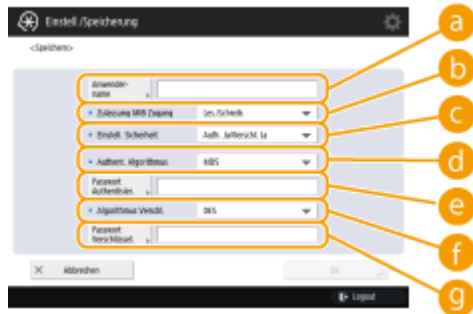 Einstell./Speicherung
<Speichern>
a
Anwender-
name
b
Zulassung MIB Zugang
Les./Schreib.
c
Einstell. Sicherheit
Auth. Ja/Verschl. Ja
d
Authent. Algorithmus
MD5
e
Passwort
Authentisier.
f
Algorithmus Verschl.
DES
g
Passwort
Verschlüssel.
Abbrechen
OK
Logout